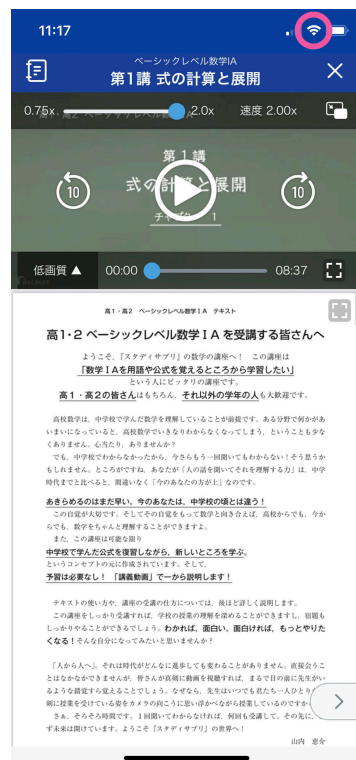 11:17
ベーシックレベル数学IA
第1講 式の計算と展開
0.75x
2.0x
速度 2.00x
第1講
式の計算と展開
チャプター 1
10
10
低画質 ▲
00:00
08:37
高1・高2 ベーシックレベル数学ⅠA テキスト
高1・2 ベーシックレベル数学ⅠAを受講する皆さんへ
ようこそ、『スタディサプリ』の数学の講座へ! この講座は
「数学ⅠAを用語や公式を覚えるところから学習したい」
という人にピッタリの講座です。
高1・高2の皆さんはもちろん、それ以外の学年の人も大歓迎です。
高校数学は、中学校で学んだ数学を理解していることが前提です。ある分野で何かがあ
いまいになっていると、高校数学でいきなりわからなくなってしまう、ということも少な
くありません。心当たり、ありませんか?
でも、中学校でわからなかったから、今さらもう一回聞いてもわからない!そう思うか
もしれません。ところがですね、あなたが「人の話を聞いてそれを理解する力」は、中学
時代までと比べると、間違いなく「今のあなたの方が上」なのです。
あきらめるのはまだ早い。今のあなたは、中学校の頃とは違う!
この自覚が大切です。そしてその自覚をもって数学と向き合えば、高校からでも、今か
らでも、数学をちゃんと理解することができますよ。
また、この講座は可能な限り
中学校で学んだ公式を復習しながら、新しいところを学ぶ。
というコンセプトの元に作成されています。そして、
予習は必要なし! 「講義動画」で一から説明します!
テキストの使い方や、講座の受講の仕方については、後ほど詳しく説明します。
この講座をしっかり受講すれば、学校の授業の理解を深めることができますし、宿題も
しっかりやることができるでしょう。わかれば、面白い。面白ければ、もっとやりた
くなる!そんな自分になってみたいと思いませんか?
「人から人へ」。それは時代がどんなに進歩しても変わることがありません。直接会うこ
とはなかなかできませんが、皆さんが真剣に動画を視聴すれば、まるで目の前に先生がい
るような錯覚すら覚えることでしょう。なぜなら、先生はいつでも君たち一人ひとりが
剣に授業を受けている姿をカメラの向こうに思い浮かべながら授業しているのですか
さぁ、そろそろ時間です。1回聞いてわからなければ、何回も受講して。その先に、
ず未来は開けています。ようこそ『スタディサプリ』の世界へ!
山内 恵介